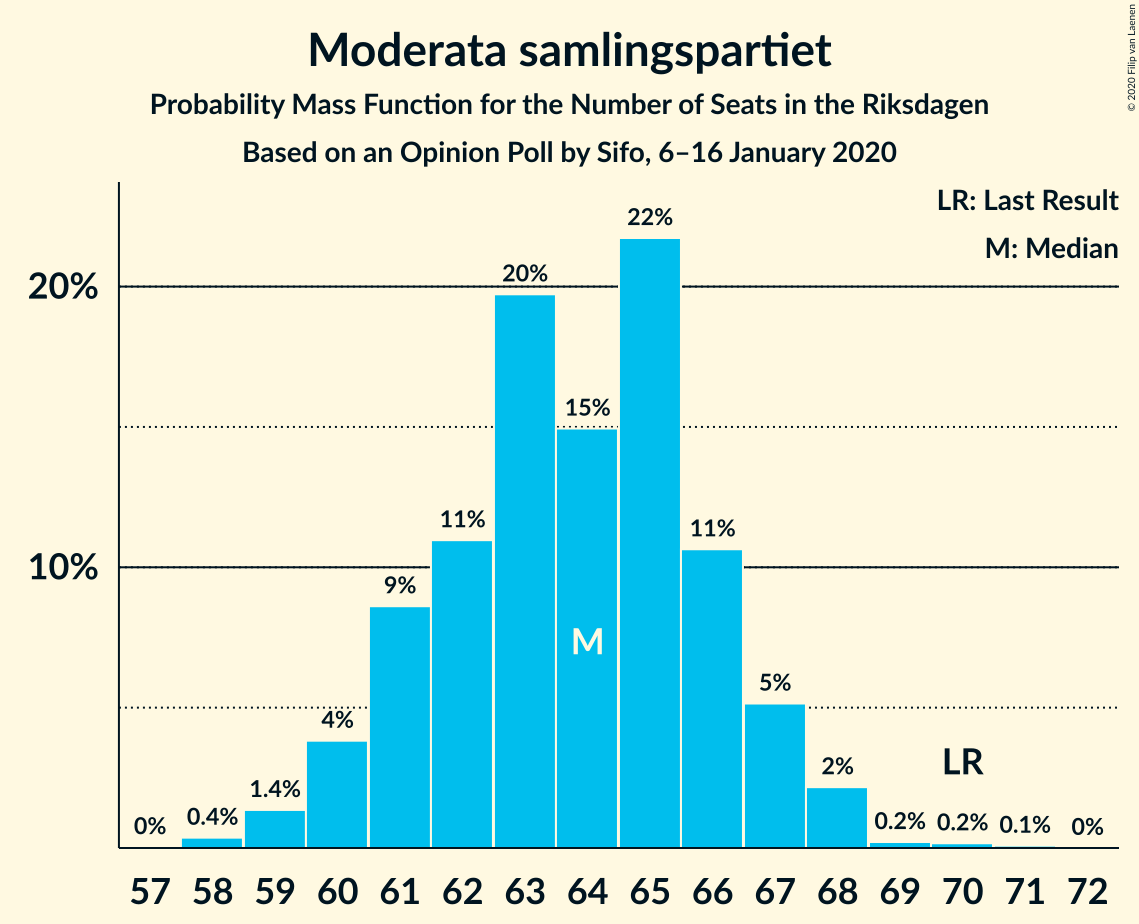 Moderata samlingspartiet
Probability Mass Function for the Number of Seats in the Riksdagen
Based on an Opinion Poll by Sifo, 6–16 January 2020
© 2020 Filip van Laenen
LR: Last Result
M: Median
20%
10%
0%
0.4%
1.4%
4%
9%
11%
20%
15%
22%
11%
5%
2%
0.2%
0.2%
0.1%
0%
M
LR
57 58 59 60 61 62 63 64 65 66 67 68 69 70 71 72